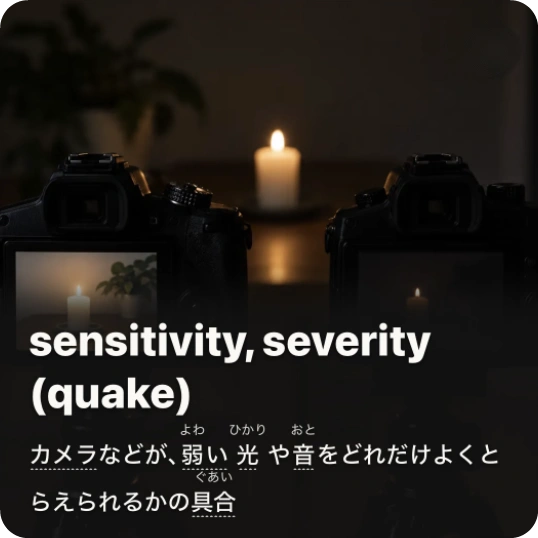 sensitivity, severity
(quake)
カメラなどが、弱い光や音をどれだけよくと
らえられるかの具合
よわ ひかり おと
ぐあい